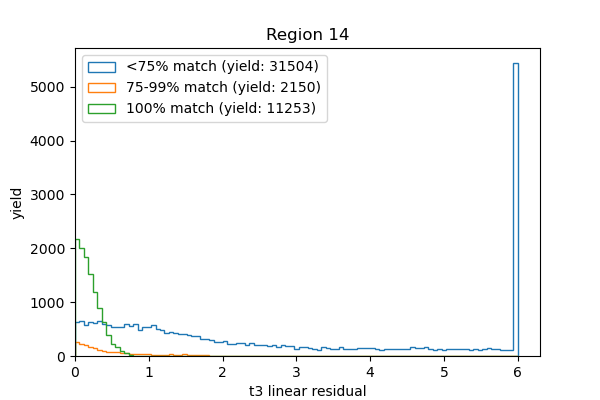 Region 14
<75% match (yield: 31504)
75-99% match (yield: 2150)
100% match (yield: 11253)
yield
5000
4000
3000
2000
1000
0
0 1 2 3 4 5 6
t3 linear residual